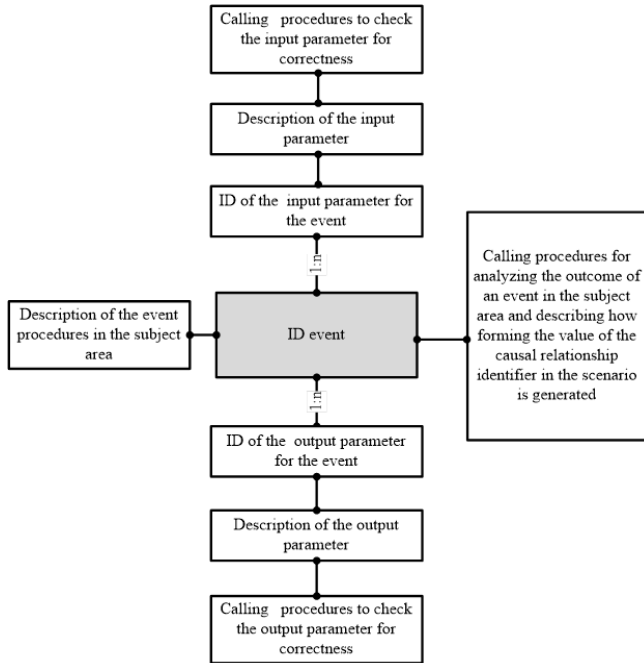 Calling procedures to check
the input parameter for
correctness
Description of the input
parameter
ID of the input parameter for
the event
1:n
Description of the event
procedures in the subject
area
ID event
Calling procedures for
analyzing the outcome of
an event in the subject
area and describing how
forming the value of the
causal relationship
identifier in the scenario
is generated
1:n
ID of the output parameter
for the event
Description of the output
parameter
Calling procedures to check
the output parameter for
correctness